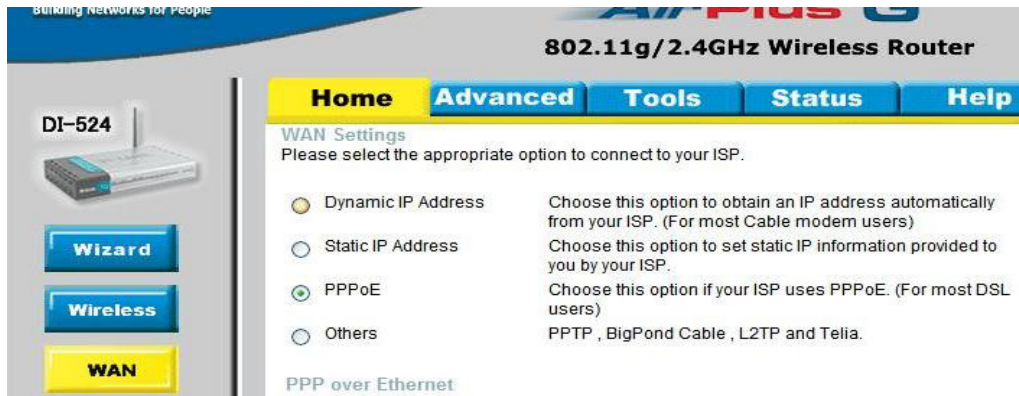 Building Networks for People
AirPlus G
802.11g/2.4GHz Wireless Router
Home Advanced Tools Status Help
DI-524
WAN Settings
Please select the appropriate option to connect to your ISP.
Dynamic IP Address Choose this option to obtain an IP address automatically
from your ISP. (For most Cable modem users)
Wizard
Static IP Address Choose this option to set static IP information provided to
you by your ISP.
PPPoE Choose this option if your ISP uses PPPoE. (For most DSL
users)
Wireless
Others PPTP , BigPond Cable , L2TP and Telia.
WAN
PPP over Ethernet